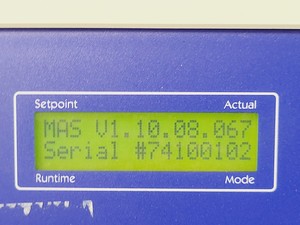 Setpoint Actual
MAS V1.10.08.067
Serial #74100102
Runtime Mode